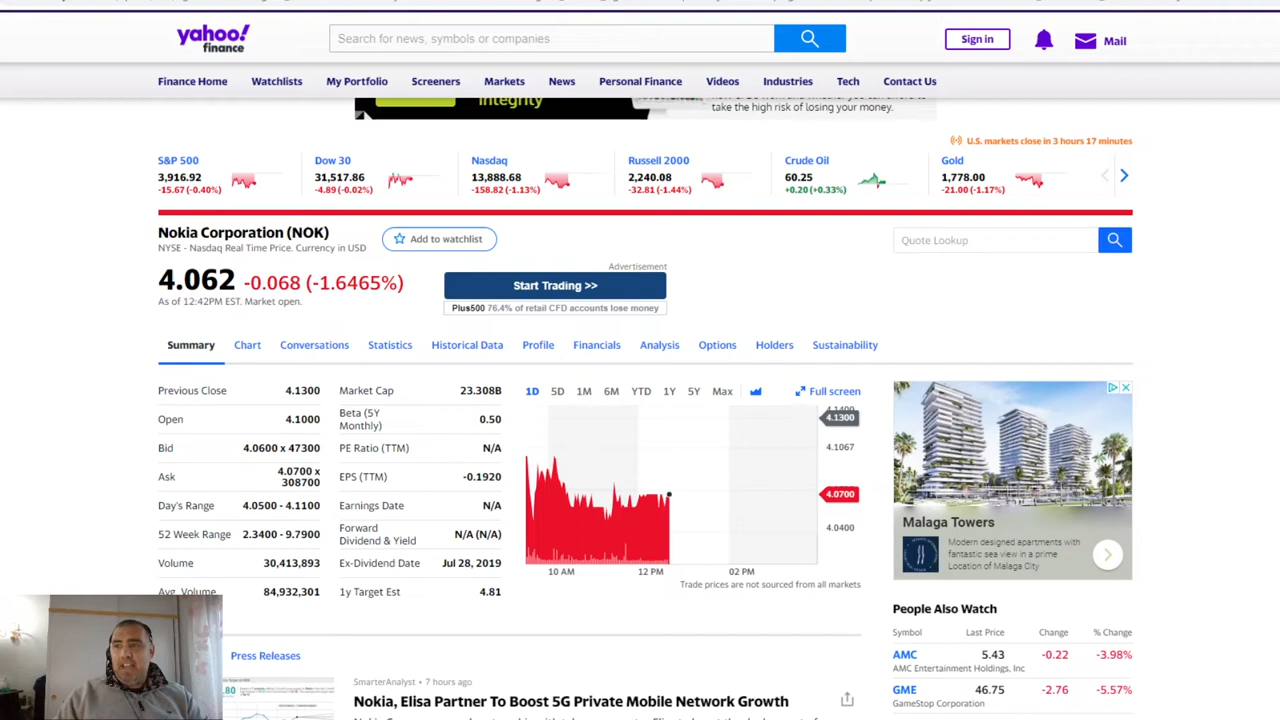 yahoo!
finance
Search for news, symbols or companies
Sign in
Mail
Finance Home Watchlists My Portfolio Screeners Markets News Personal Finance Videos Industries Tech Contact Us
integrity
take the high risk of losing your money.
U.S. markets close in 3 hours 17 minutes
S&P 500
3,916.92
-15.67 (-0.40%)
Dow 30
31,517.86
-4.89 (-0.02%)
Nasdaq
13,888.68
-158.82 (-1.13%)
Russell 2000
2,240.08
-32.81 (-1.44%)
Crude Oil
60.25
+0.20 (+0.33%)
Gold
1,778.00
-21.00 (-1.17%)
Nokia Corporation (NOK)
NYSE - Nasdaq Real Time Price. Currency in USD
Add to watchlist
Quote Lookup
4.062 -0.068 (-1.6465%)
As of 12:42PM EST. Market open.
Advertisement
Start Trading >>
Plus500 76.4% of retail CFD accounts lose money
Summary Chart Conversations Statistics Historical Data Profile Financials Analysis Options Holders Sustainability
Previous Close 4.1300
Open 4.1000
Bid 4.0600 x 47300
Ask 4.0700 x
308700
Day's Range 4.0500 - 4.1100
52 Week Range 2.3400 - 9.7900
Volume 30,413,893
Avg. Volume 84,932,301
Market Cap 23.308B
Beta (5Y
Monthly) 0.50
PE Ratio (TTM) N/A
EPS (TTM) -0.1920
Earnings Date N/A
Forward
Dividend & Yield N/A (N/A)
Ex-Dividend Date Jul 28, 2019
1y Target Est 4.81
1D 5D 1M 6M YTD 1Y 5Y Max Full screen
4.1400
4.1300
4.1067
4.0700
4.0400
10 AM 12 PM 02 PM
Trade prices are not sourced from all markets
Malaga Towers
Modern designed apartments with
fantastic sea view in a prime
Location of Malaga City
People Also Watch
Symbol Last Price Change % Change
AMC 5.43 -0.22 -3.98%
AMC Entertainment Holdings, Inc
GME 46.75 -2.76 -5.57%
GameStop Corporation
Press Releases
SmarterAnalyst • 7 hours ago
Nokia, Elisa Partner To Boost 5G Private Mobile Network Growth